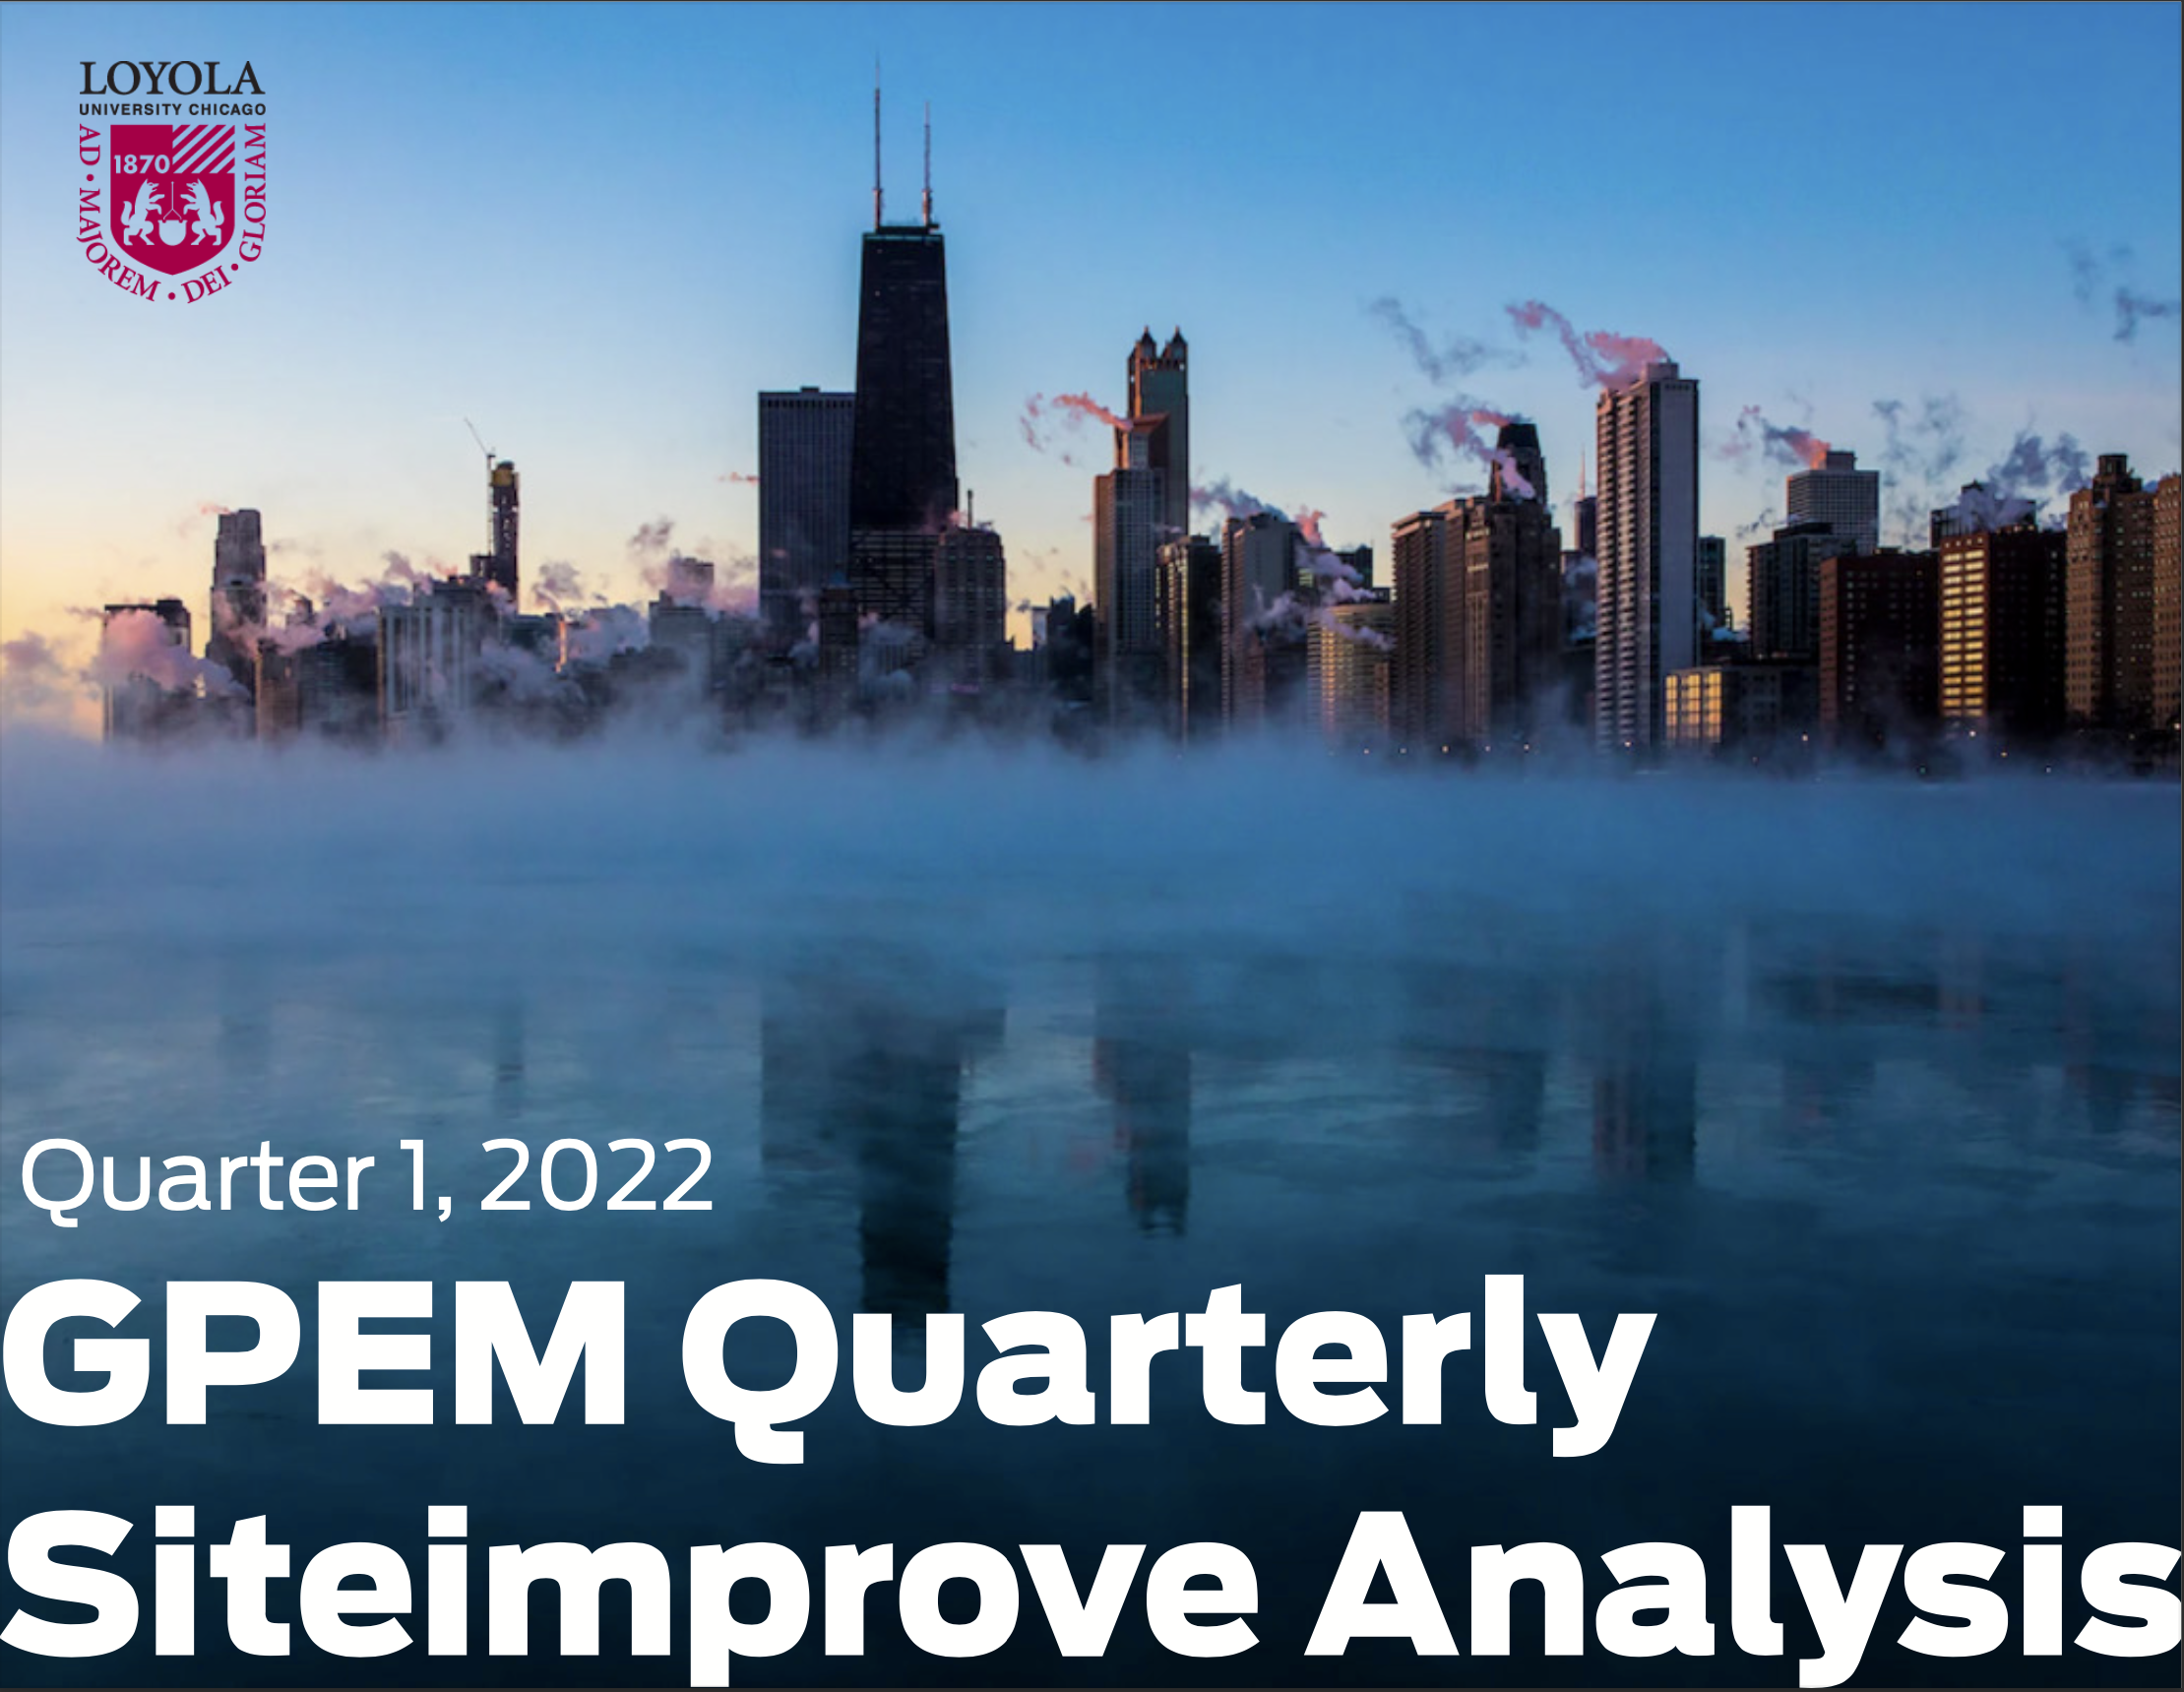 LOYOLA
UNIVERSITY CHICAGO
1870
AD • MAJOREM • DEI • GLORIAM
Quarter 1, 2022
GPEM Quarterly
Siteimprove Analysis